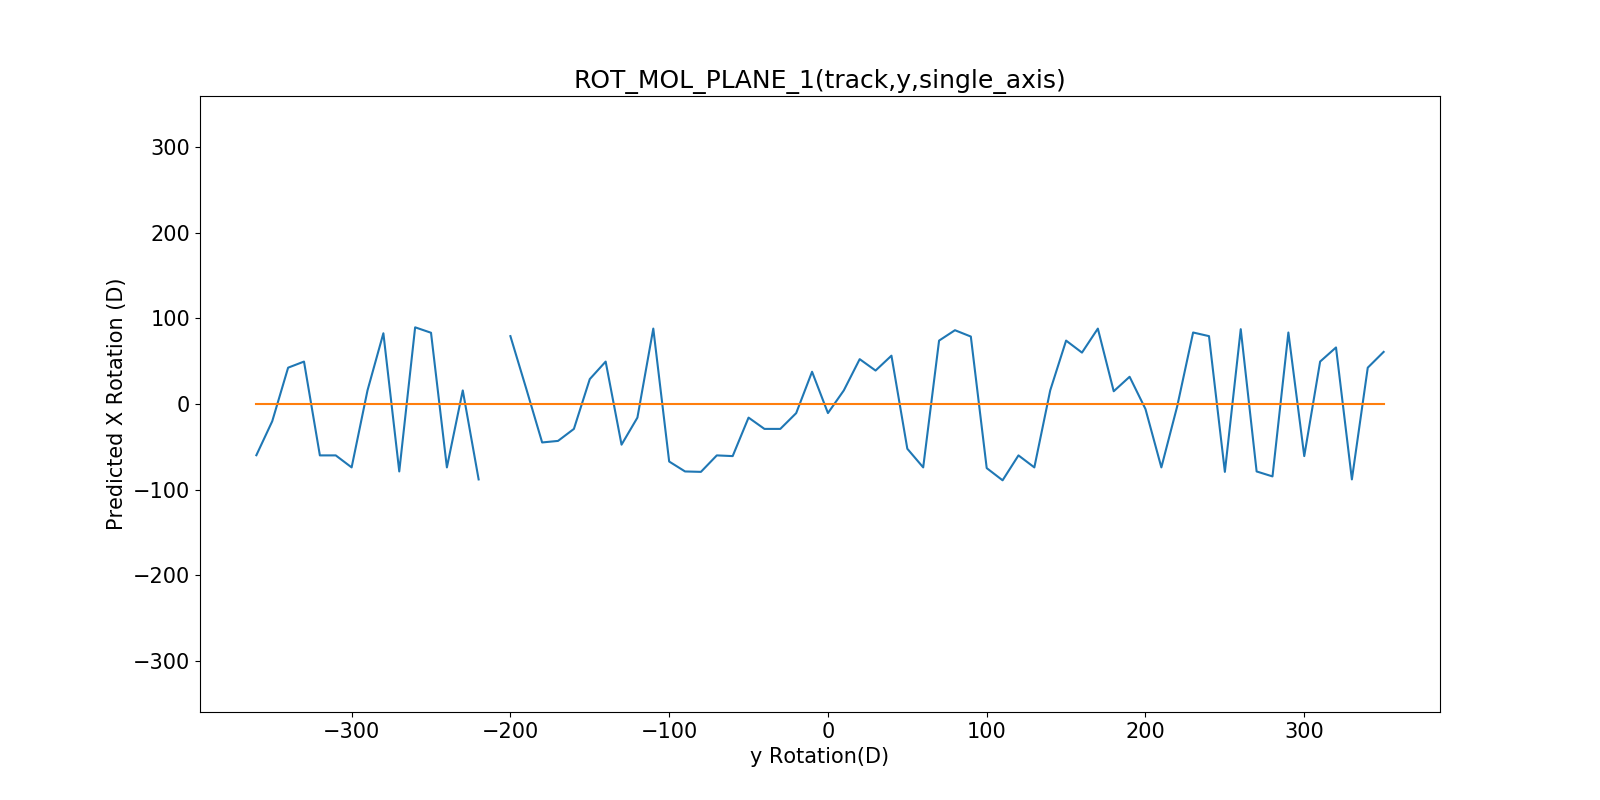 ROT_MOL_PLANE_1(track,y,single_axis)
Predicted X Rotation (D)
300
200
100
0
−100
−200
−300
−300 −200 −100 0 100 200 300
y Rotation(D)